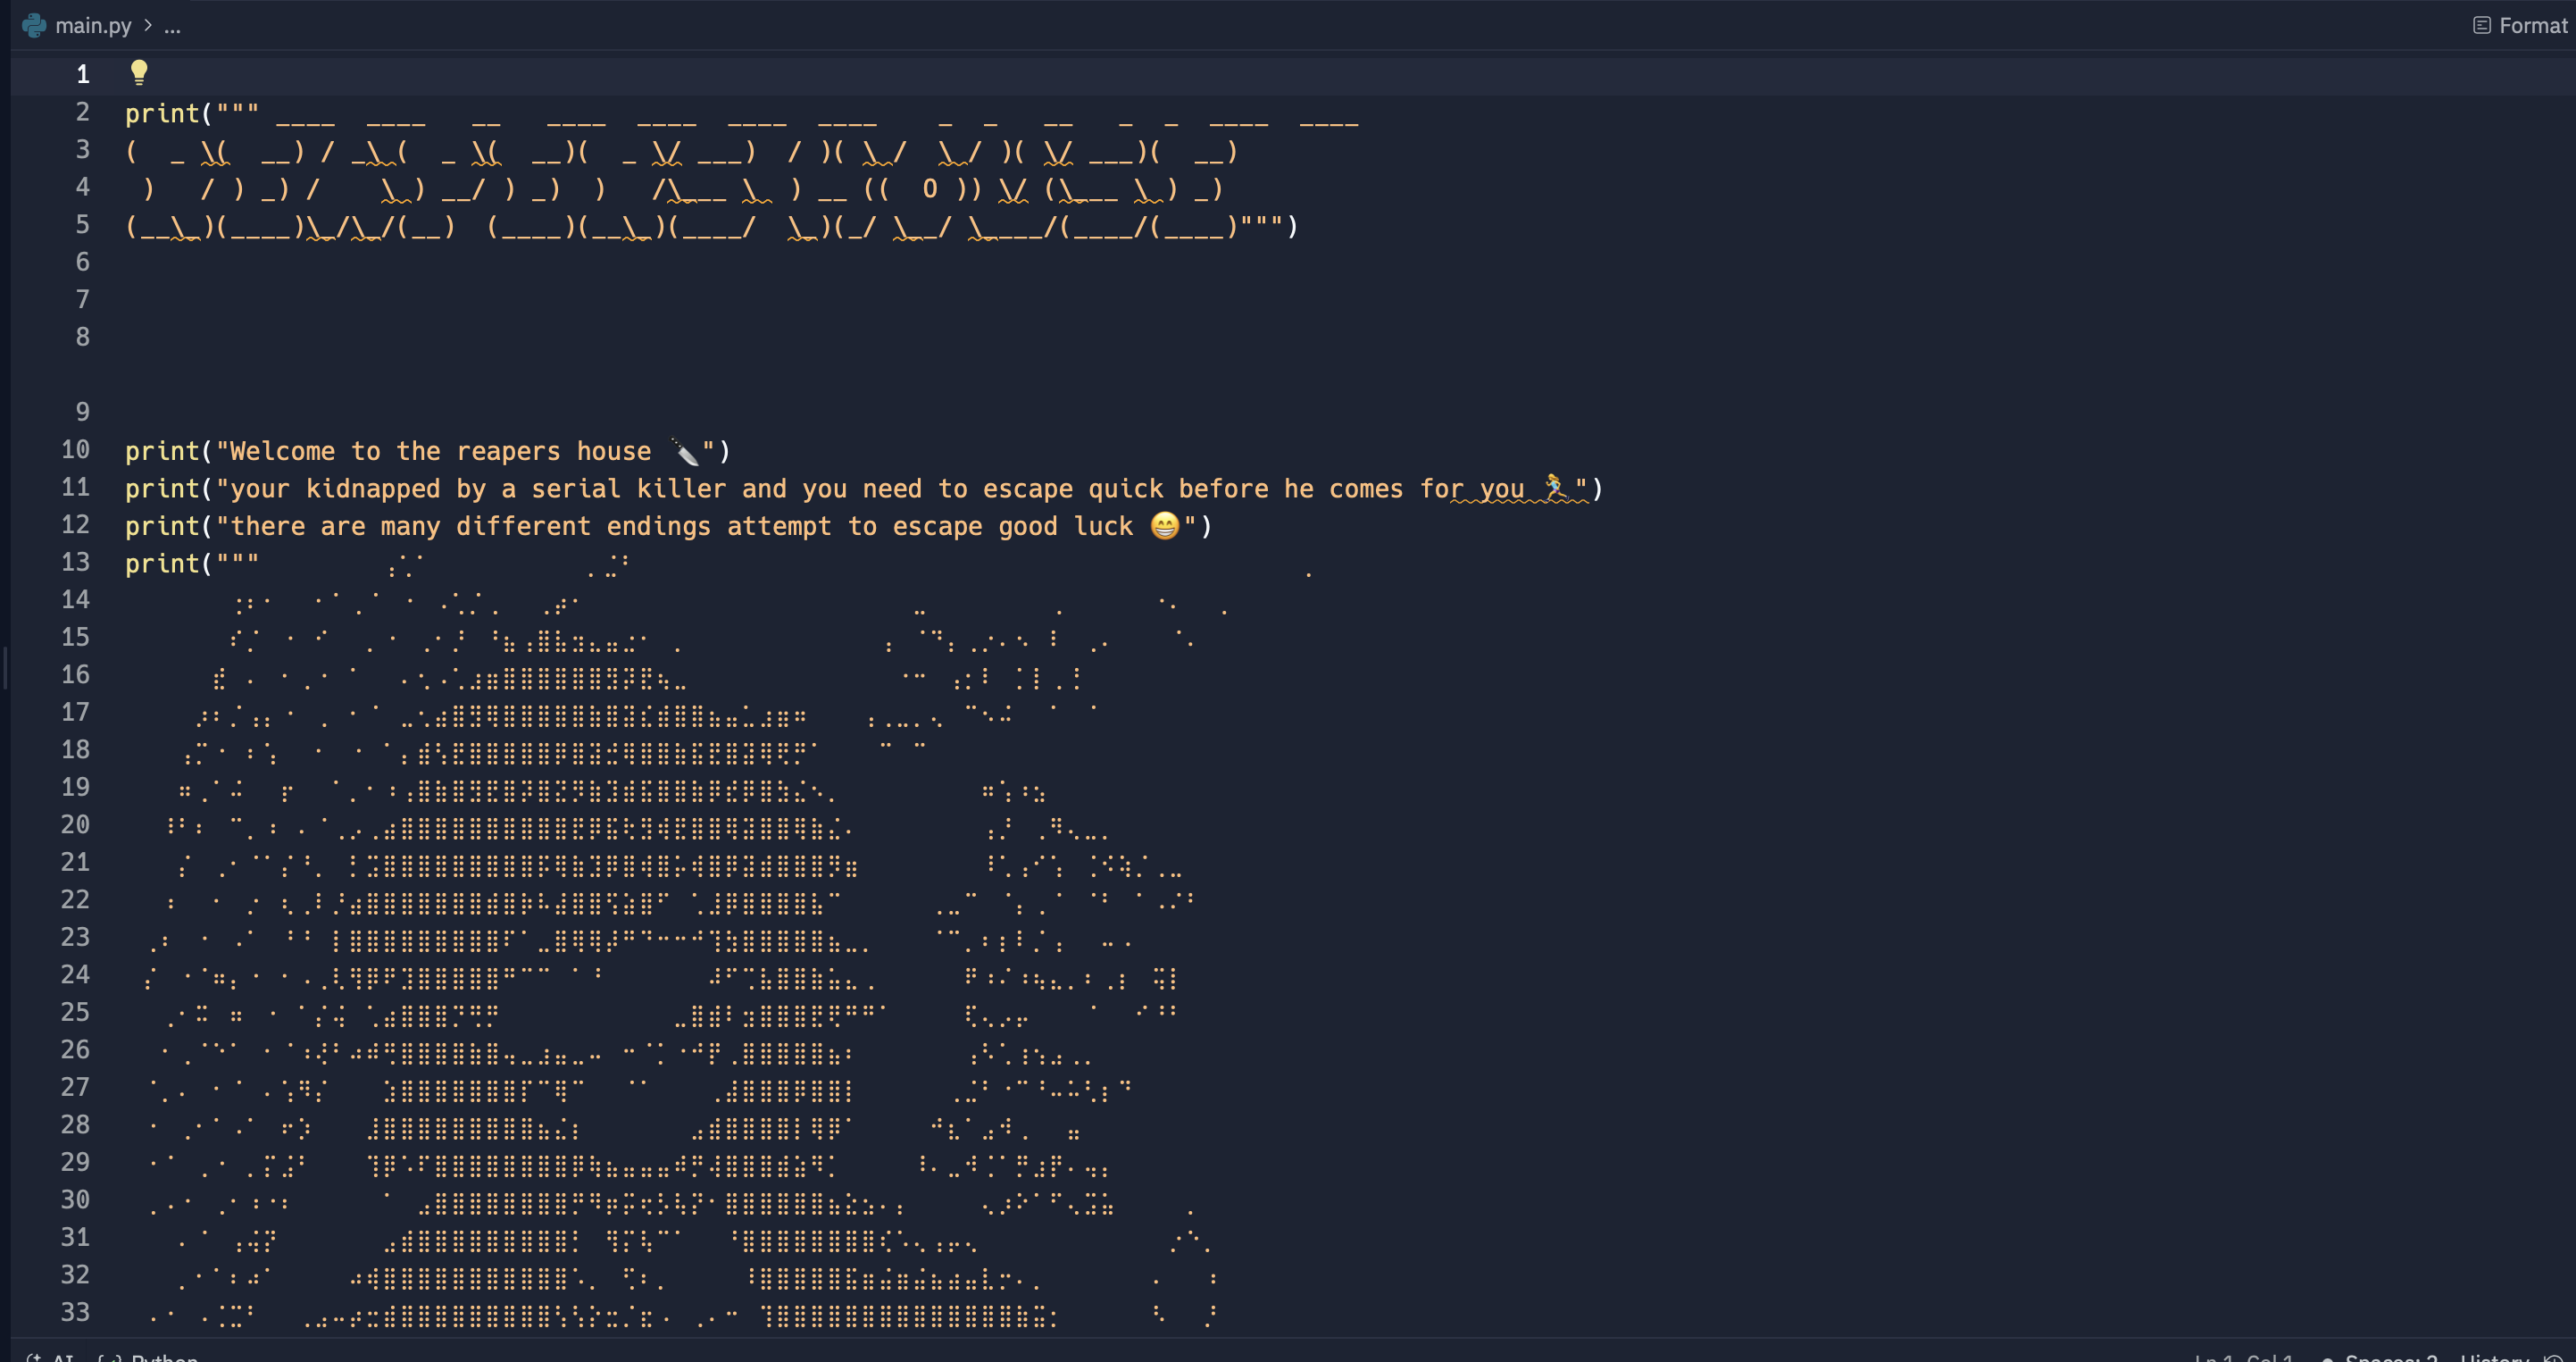 main.py > ...
Format
1
2 print(""" ____  ____   __   ____  ____  ____  ____    _  _   __   _  _  ____  ____
3 (  _ \(  __) / _\ (  _ \(  __)(  _ \/ ___)  / )( \ /  \ / )( \/ ___)(  __)
4  )   / ) _) /    \ ) __/ ) _)  )   /\___ \  ) __ ((  O )) \/ (\___ \ ) _)
5 (__\_)(____)\_/\_/(__)  (____)(__\_)(____/  \_)(_/ \__/ \____/(____/(____)""")
6
7
8
9
10 print("Welcome to the reapers house 🔪")
11 print("your kidnapped by a serial killer and you need to escape quick before he comes for you 🏃")
12 print("there are many different endings attempt to escape good luck 😁")
13 print("""
14
15
16
17
18
19
20
21
22
23
24
25
26
27
28
29
30
31
32
33
AI Python Ln 1, Col 1 Spaces: 2 History